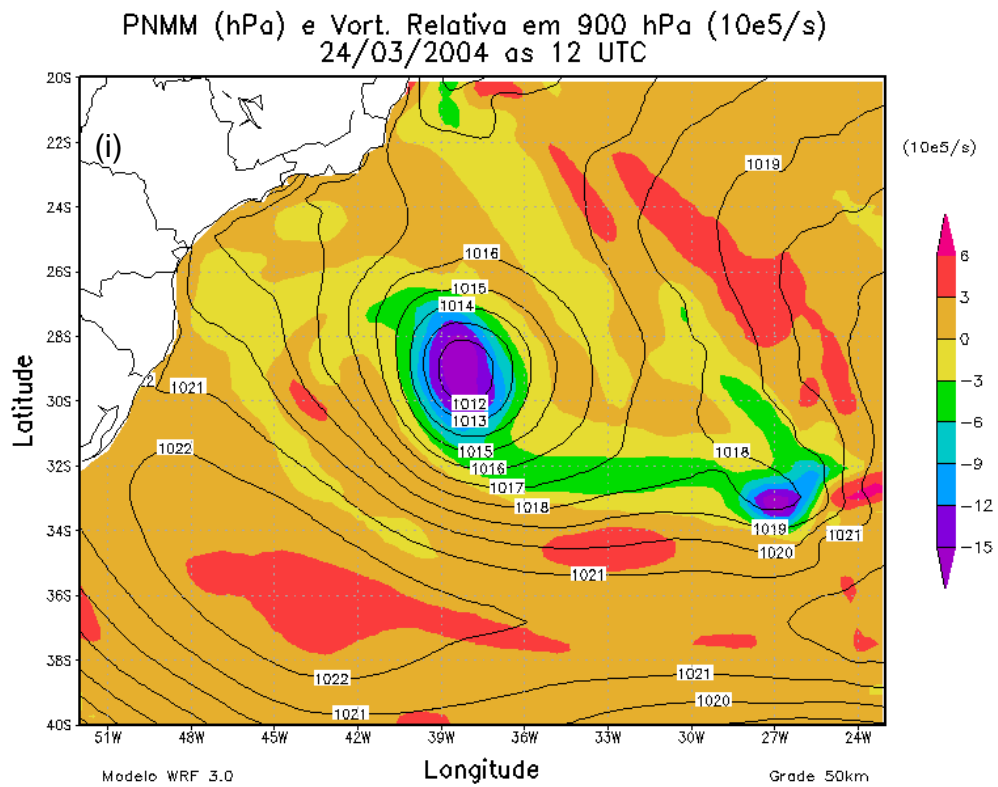 PNMM (hPa) e Vort. Relativa em 900 hPa (10e5/s)
24/03/2004 as 12 UTC
20S
(i)
22S
(10e5/s)
1019
24S
1016
6
26S
1015
3
1014
28S
0
Latitude
2
1021
−3
30S
1012
1013
−6
1022
1015
1018
32S
1016
−9
1017
1018
−12
1019
1021
34S
1020
−15
1021
36S
38S
1022
1021
1021
1020
40S
51W 48W 45W 42W 39W 36W 33W 30W 27W 24W
Modelo WRF 3.0
Longitude
Grade 50km